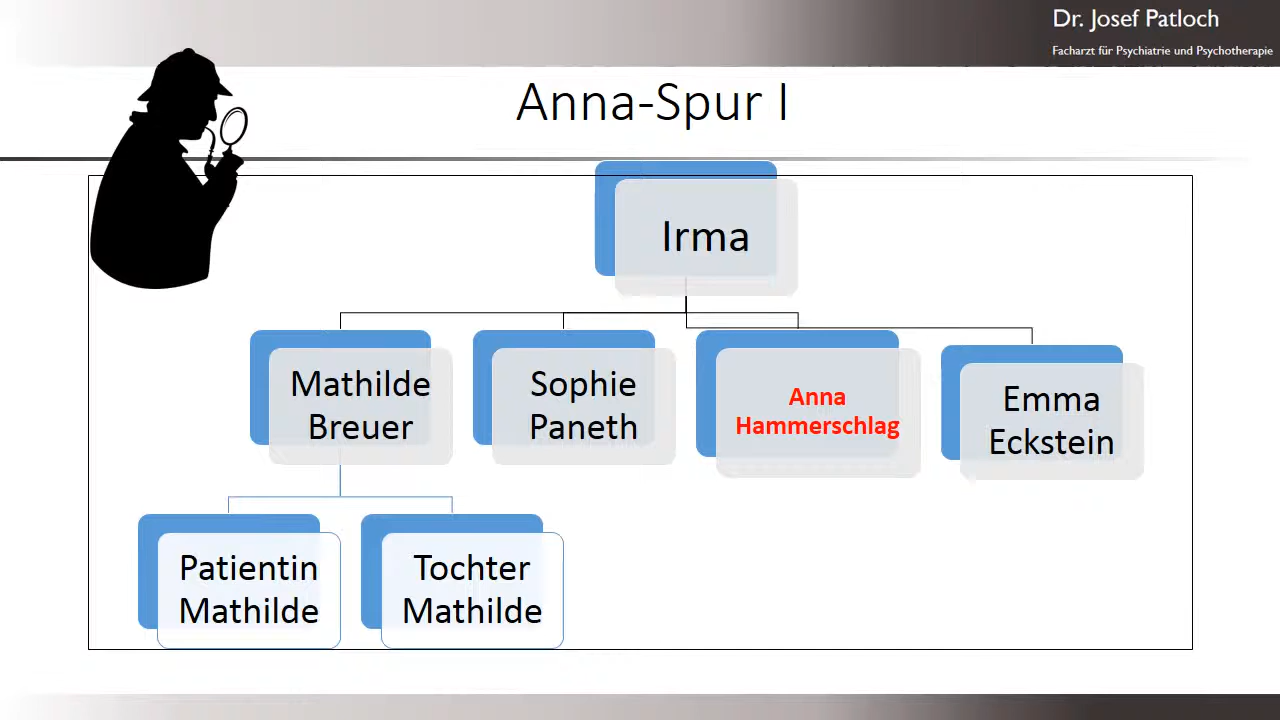 Dr. Josef Patloch
Facharzt für Psychiatrie und Psychotherapie
Anna-Spur I
Irma
Mathilde
Breuer
Sophie
Paneth
Anna
Hammerschlag
Emma
Eckstein
Patientin
Mathilde
Tochter
Mathilde